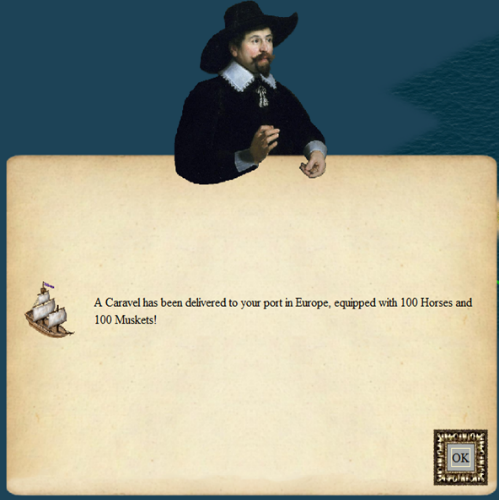 A Caravel has been delivered to your port in Europe, equipped with 100 Horses and
100 Muskets!
OK